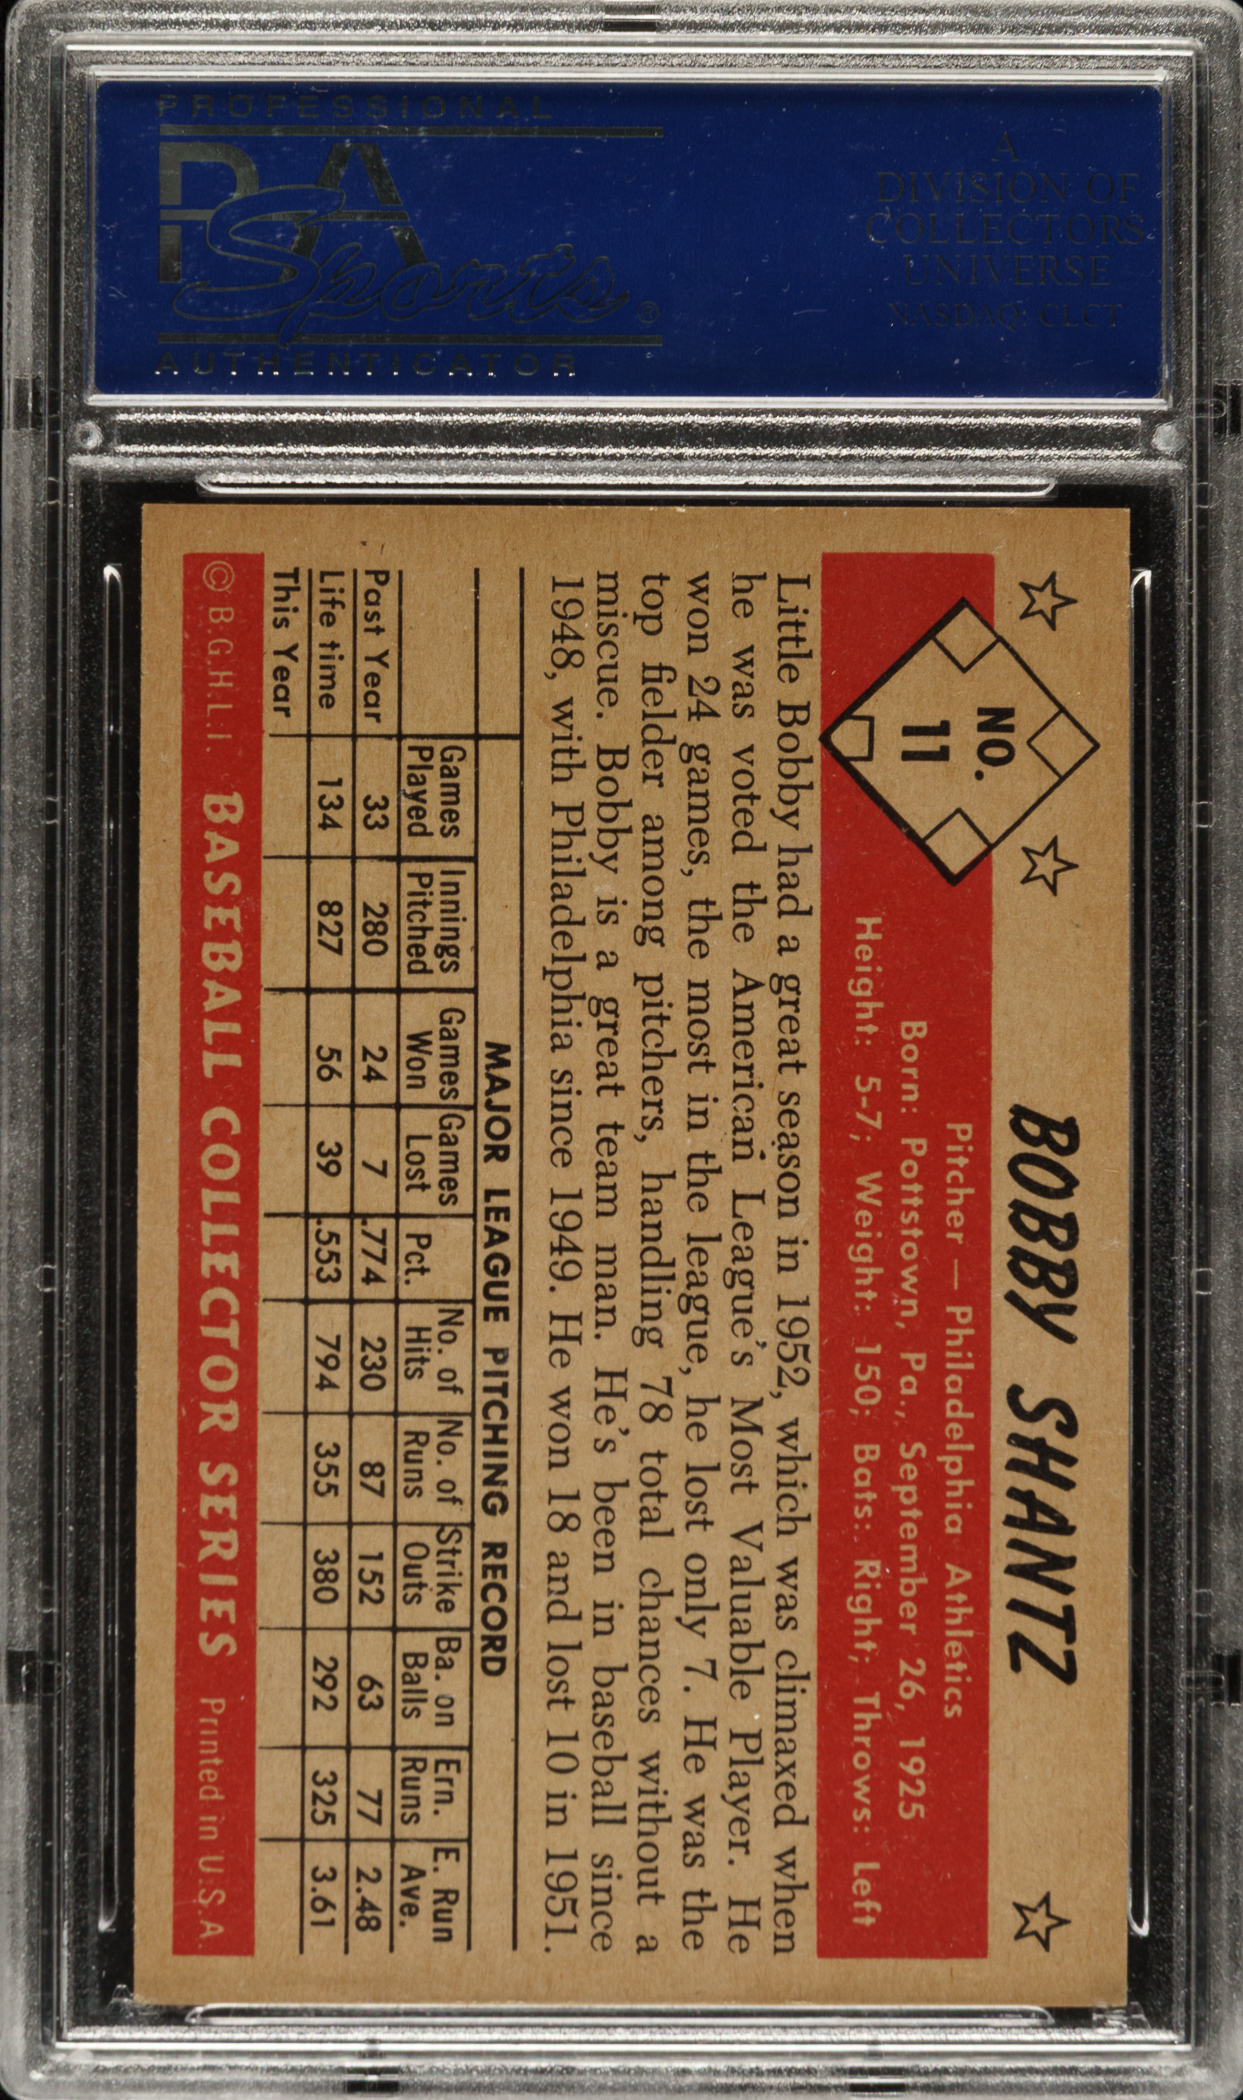 PROFESSIONAL
PSA
Sports®
AUTHENTICATOR
A
DIVISION OF
COLLECTORS
UNIVERSE
NASDAQ: CLCT
NO.
11
BOBBY SHANTZ
Pitcher — Philadelphia Athletics
Born: Pottstown, Pa., September 26, 1925
Height: 5-7; Weight: 150; Bats: Right; Throws: Left
Little Bobby had a great season in 1952, which was climaxed when
he was voted the American League's Most Valuable Player. He
won 24 games, the most in the league, he lost only 7. He was the
top fielder among pitchers, handling 78 total chances without a
miscue. Bobby is a great team man. He's been in baseball since
1948, with Philadelphia since 1949. He won 18 and lost 10 in 1951.
MAJOR LEAGUE PITCHING RECORD
Games Innings Games Games No. of No. of Strike Ba. on Ern. E. Run
Played Pitched Won Lost Pct. Hits Runs Outs Balls Runs Ave.
Past Year 33 280 24 7 .774 230 87 152 63 77 2.48
Life time 134 827 56 39 .553 794 355 380 292 325 3.61
This Year
© B.G.H.L.I. BASEBALL COLLECTOR SERIES Printed in U.S.A.